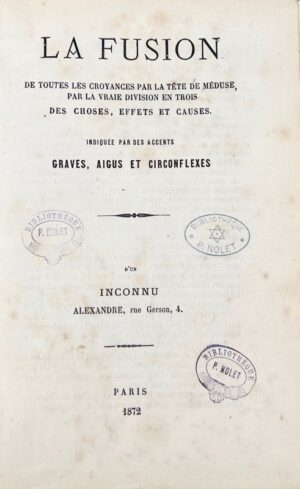 LA FUSION
DE TOUTES LES CROYANCES PAR LA TÊTE DE MÉDUSE,
PAR LA VRAIE DIVISION EN TROIS
DES CHOSES, EFFETS ET CAUSES.
INDIQUÉE PAR DES ACCENTS
GRAVES, AIGUS ET CIRCONFLEXES
BIBLIOTHÈQUE
P. NOLET
BIBLIOTHÈQUE
P. NOLET
D'UN
INCONNU
ALEXANDRE, rue Gerson, 4.
BIBLIOTHÈQUE
P. NOLET
PARIS
1872